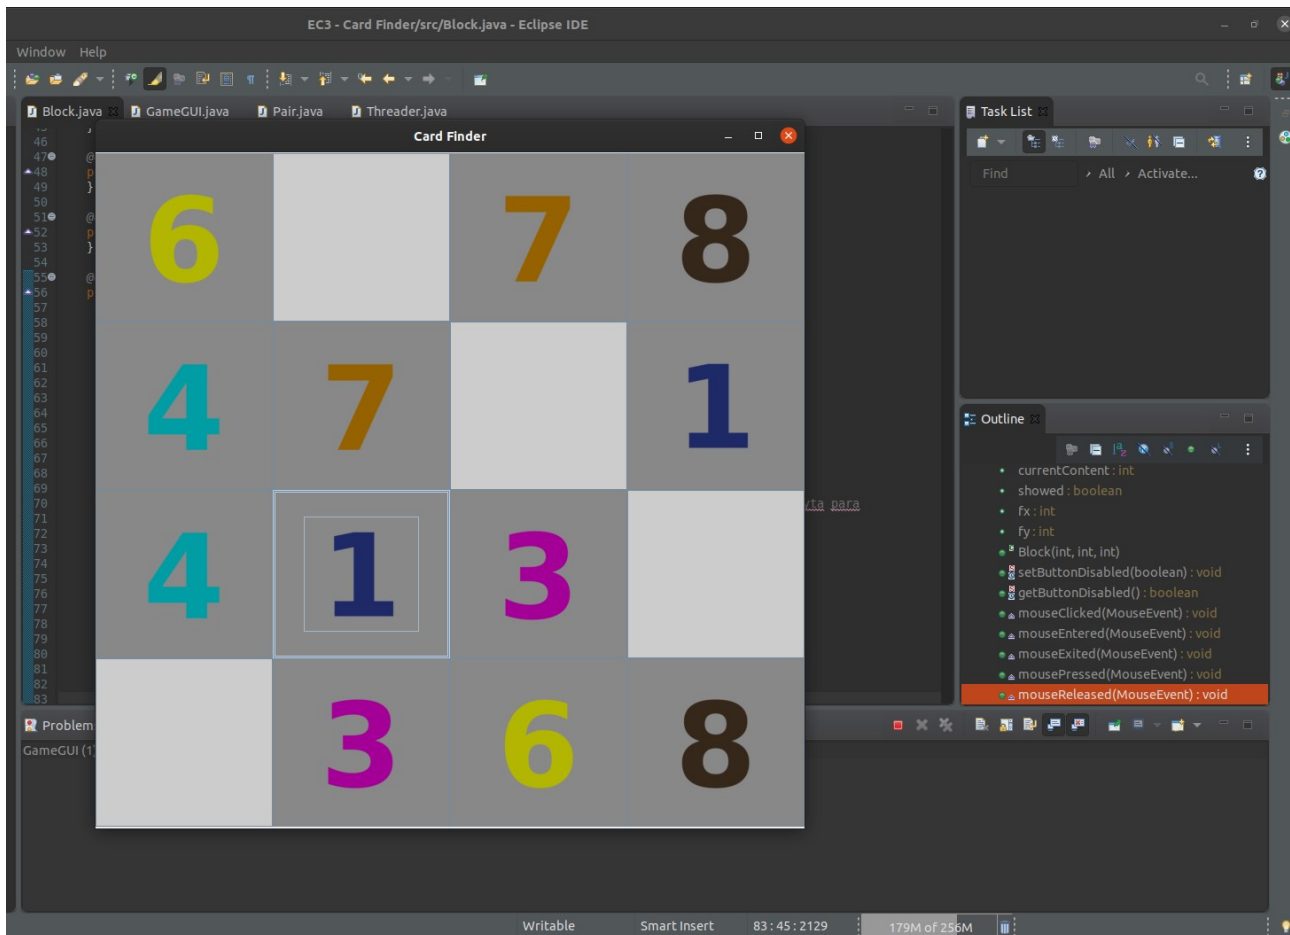 EC3 - Card Finder/src/Block.java - Eclipse IDE
Window Help
Block.java GameGUI.java Pair.java Threader.java
Task List
Card Finder
Find All Activate...
6 7 8
4 7 1
4 1 3
3 6 8
46
47 @
48 p
49 }
50
51 @
52 p
53 }
54
55 @
56 p
57
58
59
60
61
62
63
64
65
66
67
68
69
70 para
71
72
73
74
75
76
77
78
79
80
81
82
83
Outline
currentContent : int
showed : boolean
fx : int
fy : int
Block(int, int, int)
setButtonDisabled(boolean) : void
getButtonDisabled() : boolean
mouseClicked(MouseEvent) : void
mouseEntered(MouseEvent) : void
mouseExited(MouseEvent) : void
mousePressed(MouseEvent) : void
mouseReleased(MouseEvent) : void
Problem
GameGUI (1)
Writable Smart Insert 83 : 45 : 2129 179M of 256M